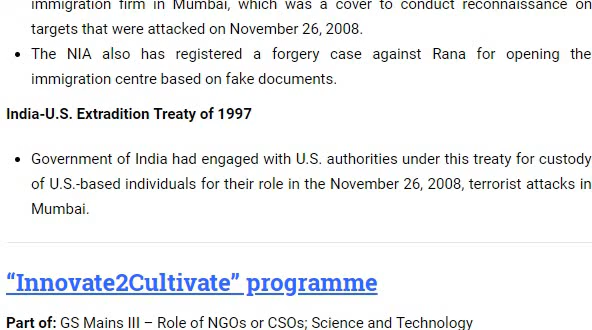 immigration firm in Mumbai, which was a cover to conduct reconnaissance on
targets that were attacked on November 26, 2008.
• The NIA also has registered a forgery case against Rana for opening the
immigration centre based on fake documents.
India-U.S. Extradition Treaty of 1997
• Government of India had engaged with U.S. authorities under this treaty for custody
of U.S.-based individuals for their role in the November 26, 2008, terrorist attacks in
Mumbai.
“Innovate2Cultivate” programme
Part of: GS Mains III – Role of NGOs or CSOs; Science and Technology